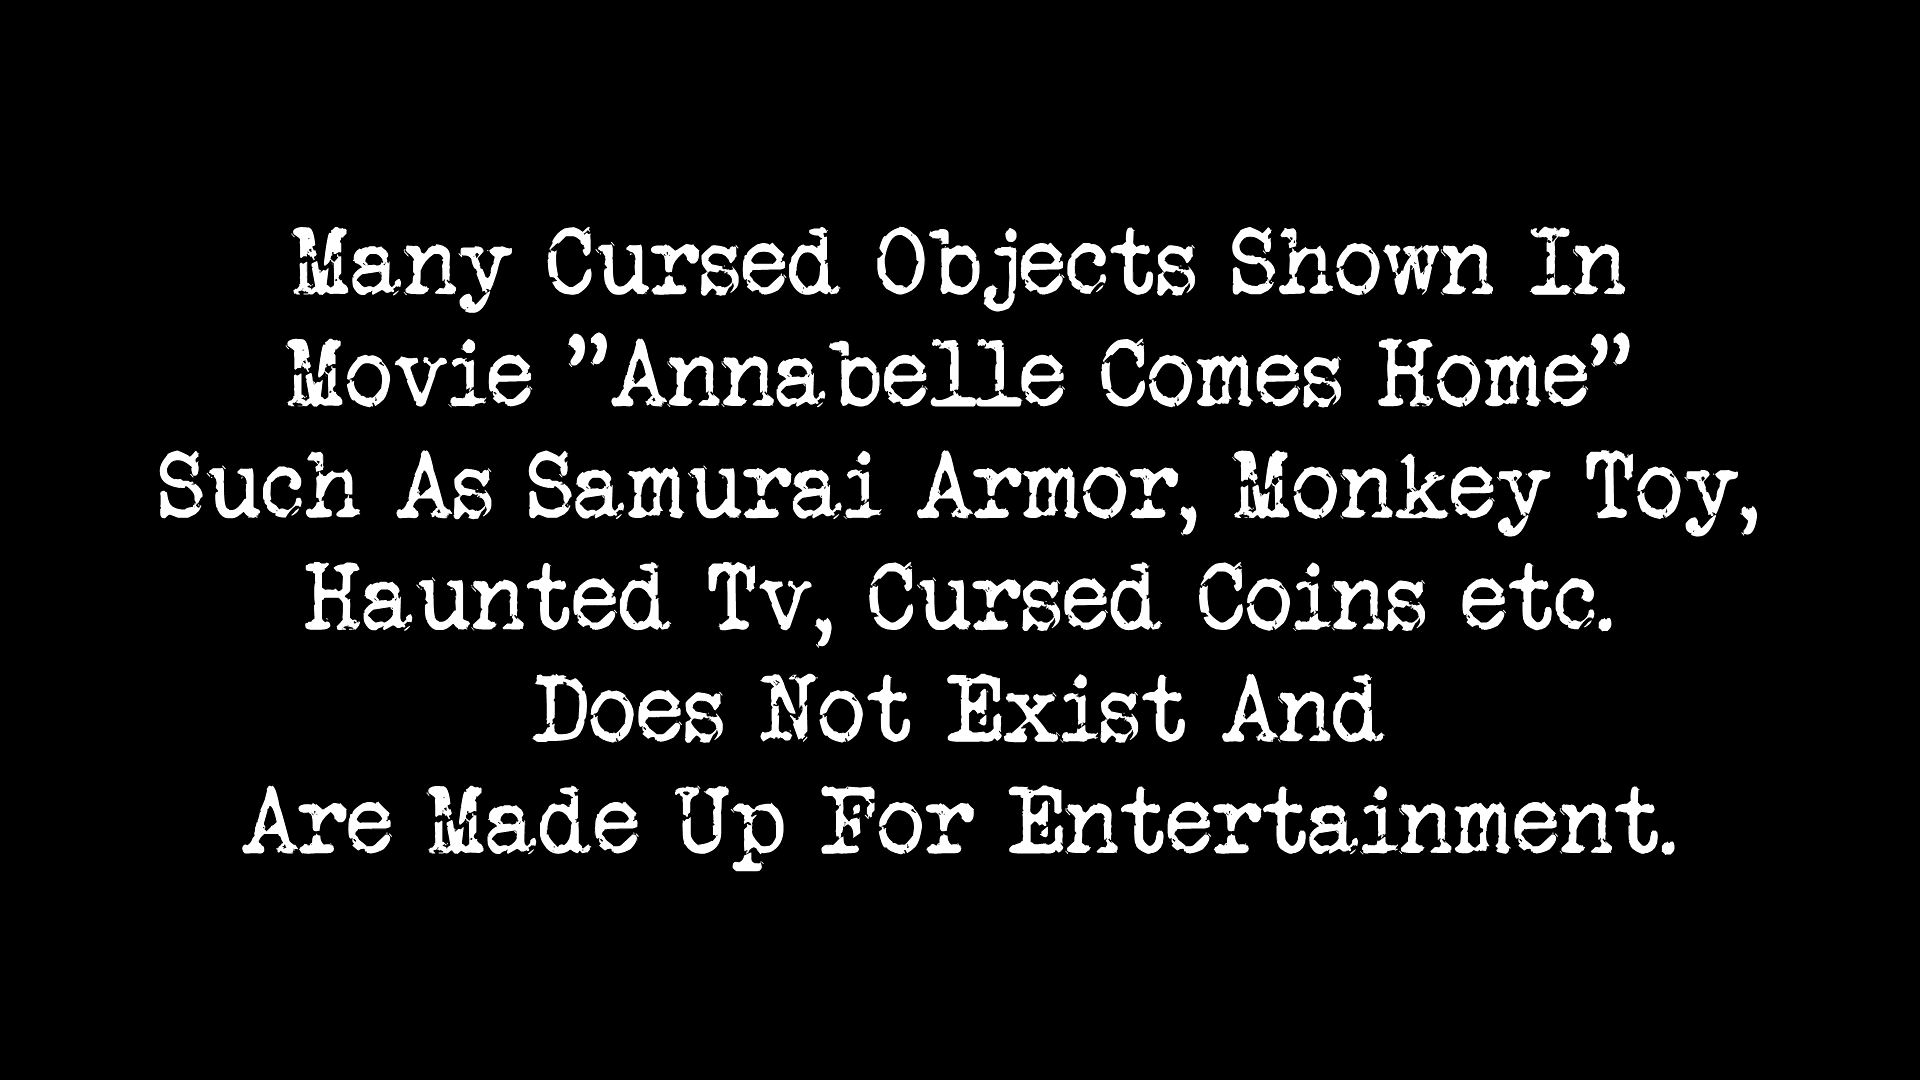 Many Cursed Objects Shown In
Movie ”Annabelle Comes Home”
Such As Samurai Armor, Monkey Toy,
Haunted Tv, Cursed Coins etc.
Does Not Exist And
Are Made Up For Entertainment.